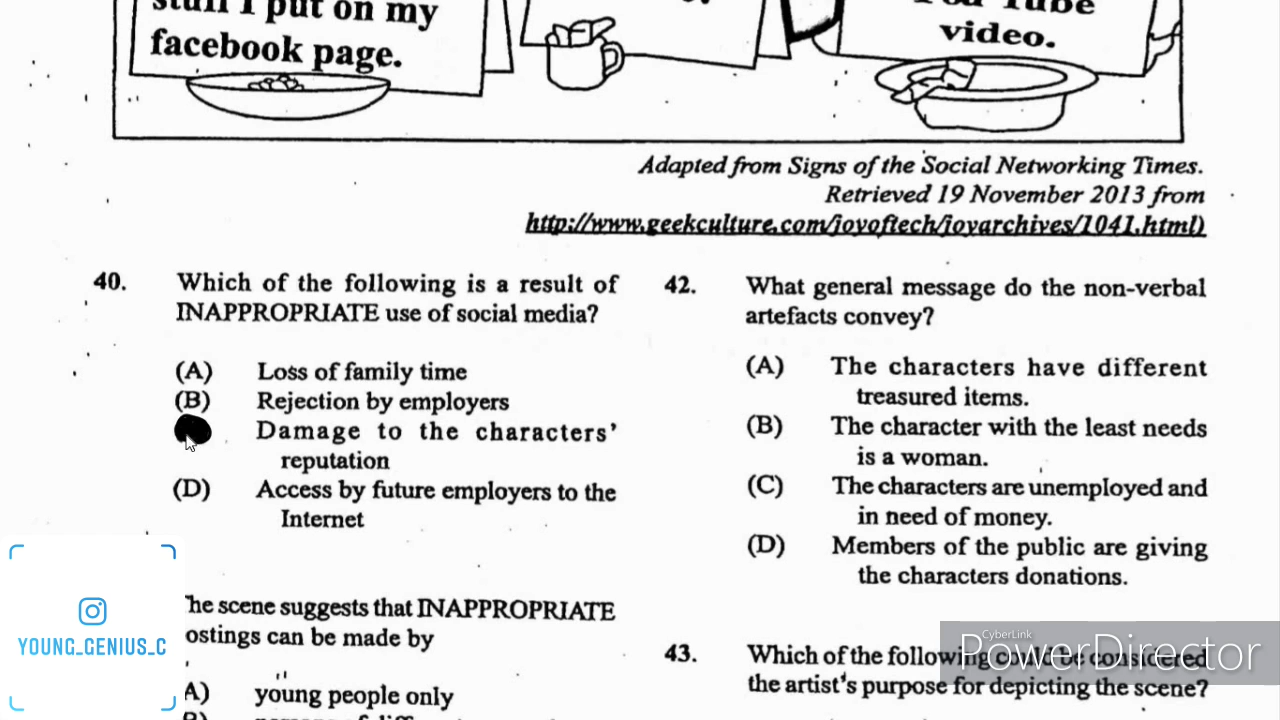 stuff I put on my
facebook page.
You Tube
video.
Adapted from Signs of the Social Networking Times.
Retrieved 19 November 2013 from
http://www.geekculture.com/joyoftech/joyarchives/1041.html)
40. Which of the following is a result of
INAPPROPRIATE use of social media?
(A) Loss of family time
(B) Rejection by employers
Damage to the characters'
reputation
(D) Access by future employers to the
Internet
he scene suggests that INAPPROPRIATE
ostings can be made by
A) young people only
42. What general message do the non-verbal
artefacts convey?
(A) The characters have different
treasured items.
(B) The character with the least needs
is a woman.
(C) The characters are unemployed and
in need of money.
(D) Members of the public are giving
the characters donations.
43. Which of the following could be considered
the artist's purpose for depicting the scene?
YOUNG_GENIUS_C
CyberLink
PowerDirector